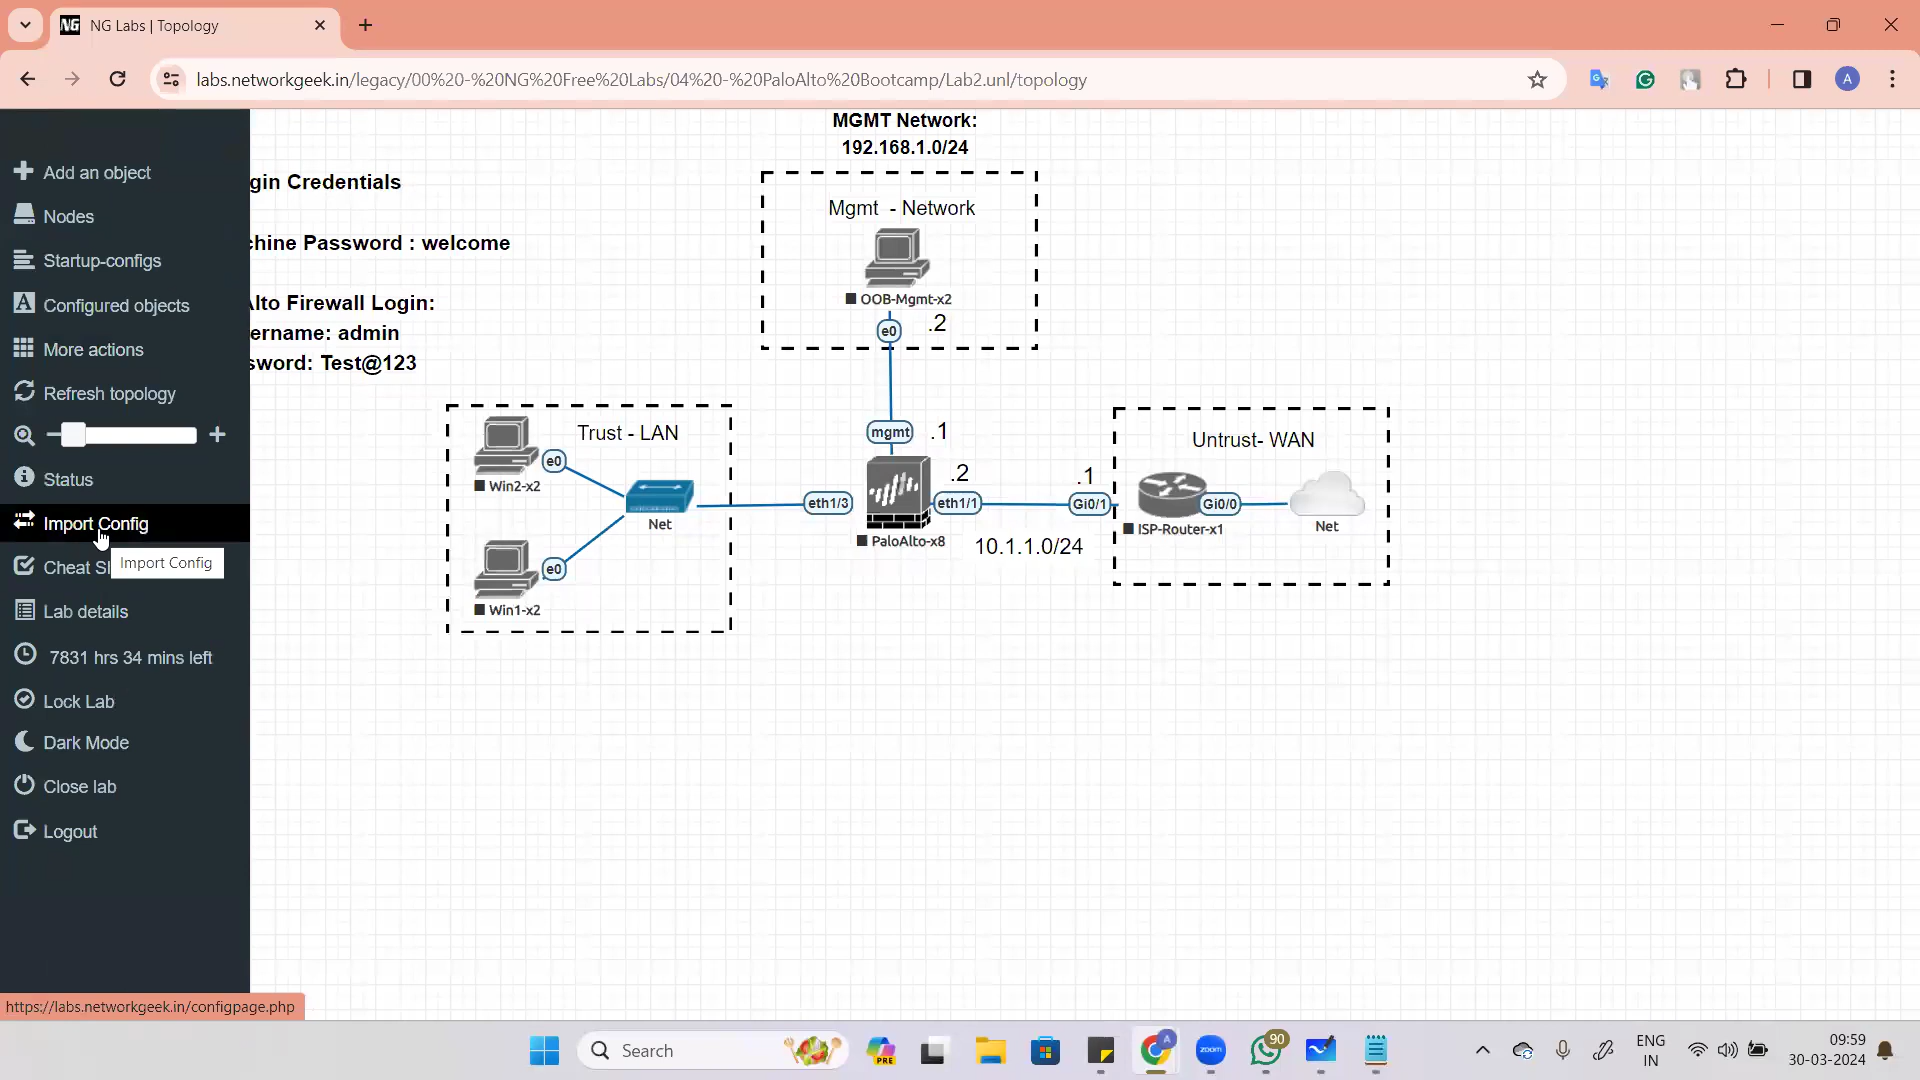 NG Labs | Topology
labs.networkgeek.in/legacy/00%20-%20NG%20Free%20Labs/04%20-%20PaloAlto%20Bootcamp/Lab2.unl/topology
A
Add an object
Nodes
Startup-configs
Configured objects
More actions
Refresh topology
Status
Import Config
Import Config
Cheat Sl
Lab details
7831 hrs 34 mins left
Lock Lab
Dark Mode
Close lab
Logout
gin Credentials
chine Password : welcome
Alto Firewall Login:
ername: admin
sword: Test@123
MGMT Network:
192.168.1.0/24
Mgmt - Network
OOB-Mgmt-x2
e0
.2
mgmt
.1
Trust - LAN
e0
Win2-x2
Net
e0
Win1-x2
eth1/3
PaloAlto-x8
.2
eth1/1
10.1.1.0/24
.1
Gi0/1
Untrust- WAN
ISP-Router-x1
Gi0/0
Net
https://labs.networkgeek.in/configpage.php
Search
PRE
A
zoom
90
ENG
IN
09:59
30-03-2024